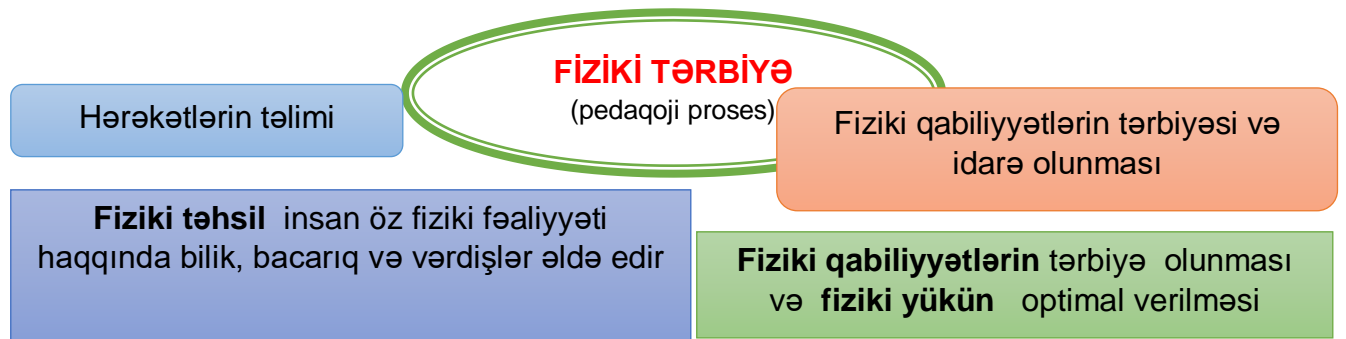 FİZİKİ TƏRBİYƏ
(pedaqoji proses)
Hərəkətlərin təlimi
Fiziki qabiliyyətlərin tərbiyəsi və
idarə olunması
Fiziki təhsil insan öz fiziki fəaliyyəti
haqqında bilik, bacarıq və vərdişlər əldə edir
Fiziki qabiliyyətlərin tərbiyə olunması
və fiziki yükün optimal verilməsi